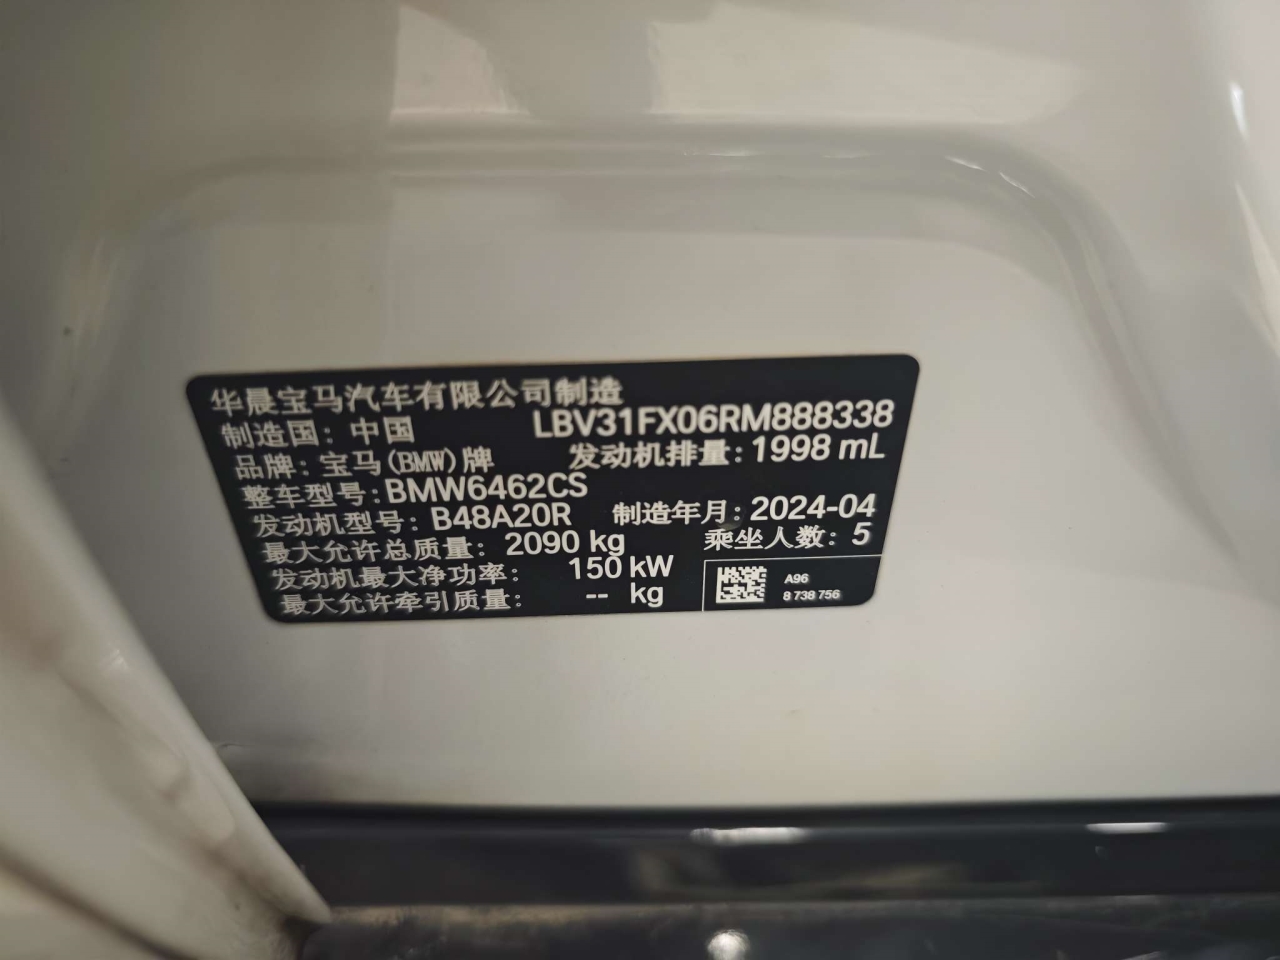 华晨宝马汽车有限公司制造
制造国：中国 LBV31FX06RM888338
品牌：宝马(BMW)牌 发动机排量：1998 mL
整车型号：BMW6462CS
发动机型号：B48A20R 制造年月：2024-04
最大允许总质量：2090 kg 乘坐人数：5
发动机最大净功率：150 kW
最大允许牵引质量：-- kg
A96
8 738 756